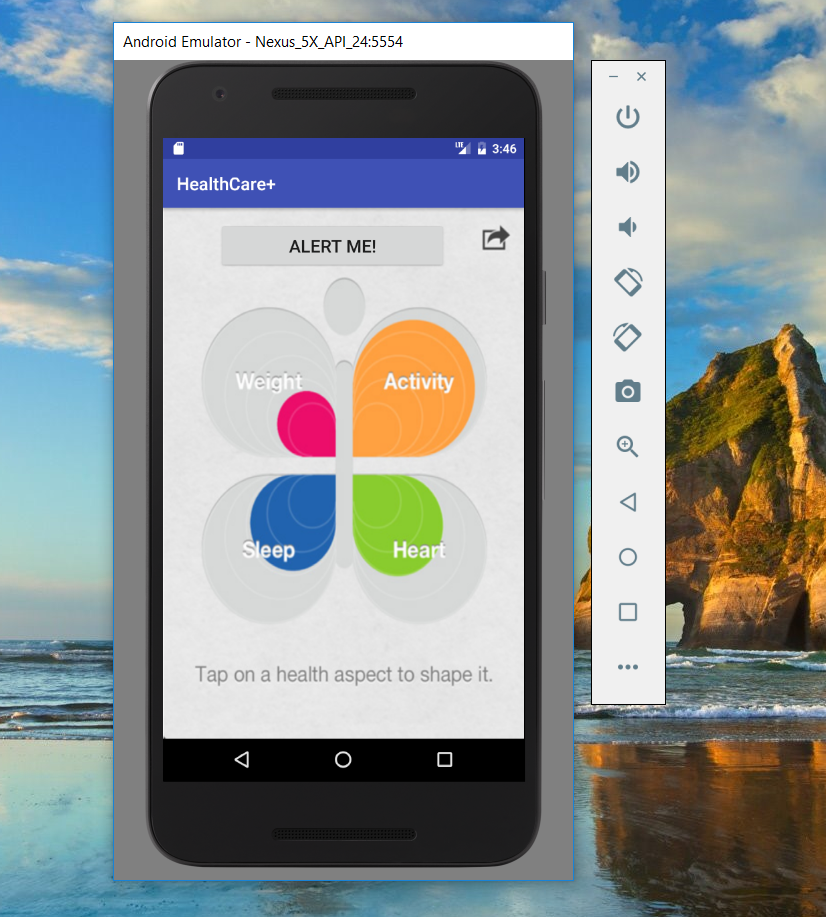 Android Emulator - Nexus_5X_API_24:5554
LTE 3:46
HealthCare+
ALERT ME!
Weight Activity
Sleep Heart
Tap on a health aspect to shape it.